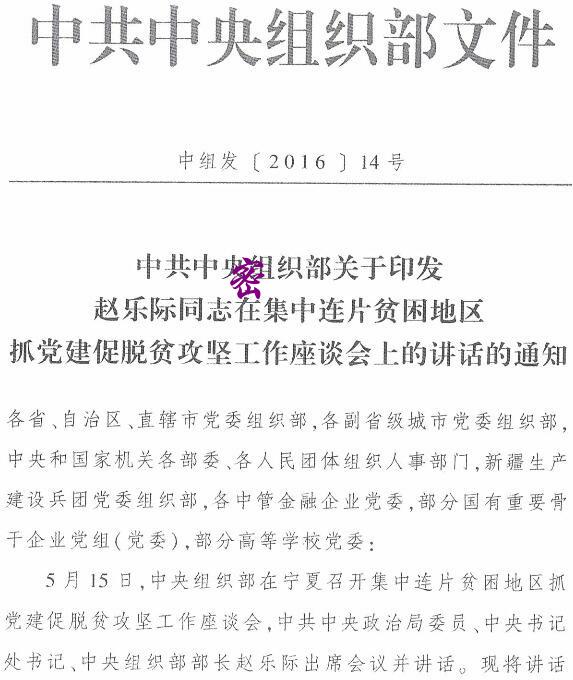 中共中央组织部文件
中组发〔2016〕14号
中共中央组织部关于印发
密
赵乐际同志在集中连片贫困地区
抓党建促脱贫攻坚工作座谈会上的讲话的通知
各省、自治区、直辖市党委组织部,各副省级城市党委组织部,
中央和国家机关各部委、各人民团体组织人事部门,新疆生产
建设兵团党委组织部,各中管金融企业党委,部分国有重要骨
干企业党组(党委),部分高等学校党委:
5月15日,中央组织部在宁夏召开集中连片贫困地区抓
党建促脱贫攻坚工作座谈会,中共中央政治局委员、中央书记
处书记、中央组织部部长赵乐际出席会议并讲话。现将讲话